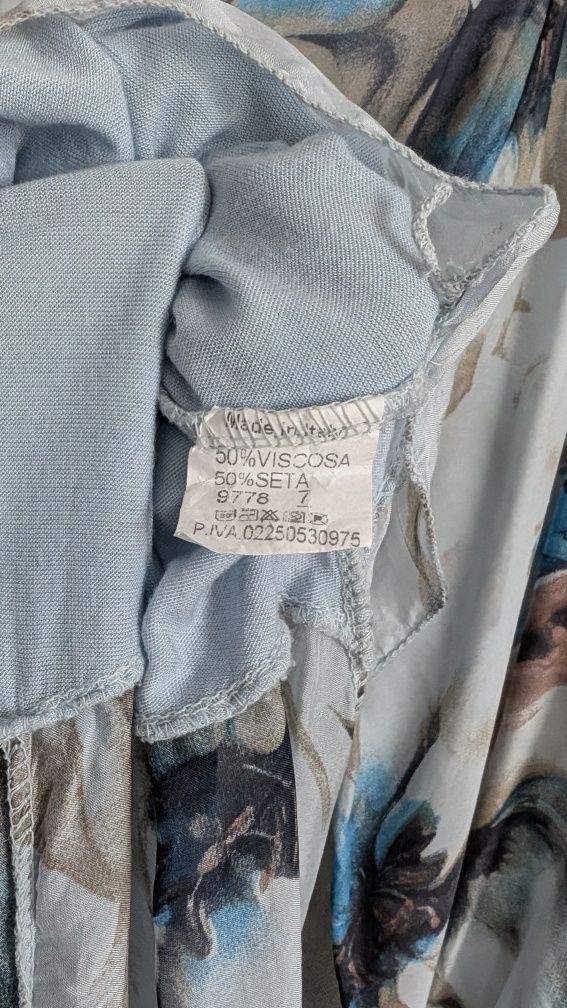 Made in Italy
50%VISCOSA
50%SETA
9778 7
P.IVA.02250530975